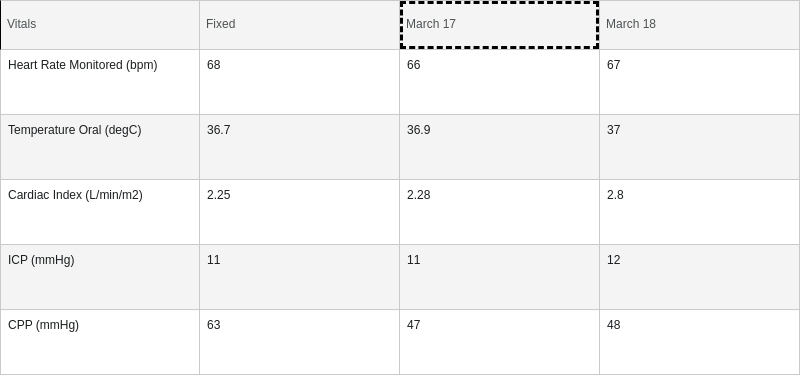 Vitals Fixed March 17 March 18
Heart Rate Monitored (bpm) 68 66 67
Temperature Oral (degC) 36.7 36.9 37
Cardiac Index (L/min/m2) 2.25 2.28 2.8
ICP (mmHg) 11 11 12
CPP (mmHg) 63 47 48